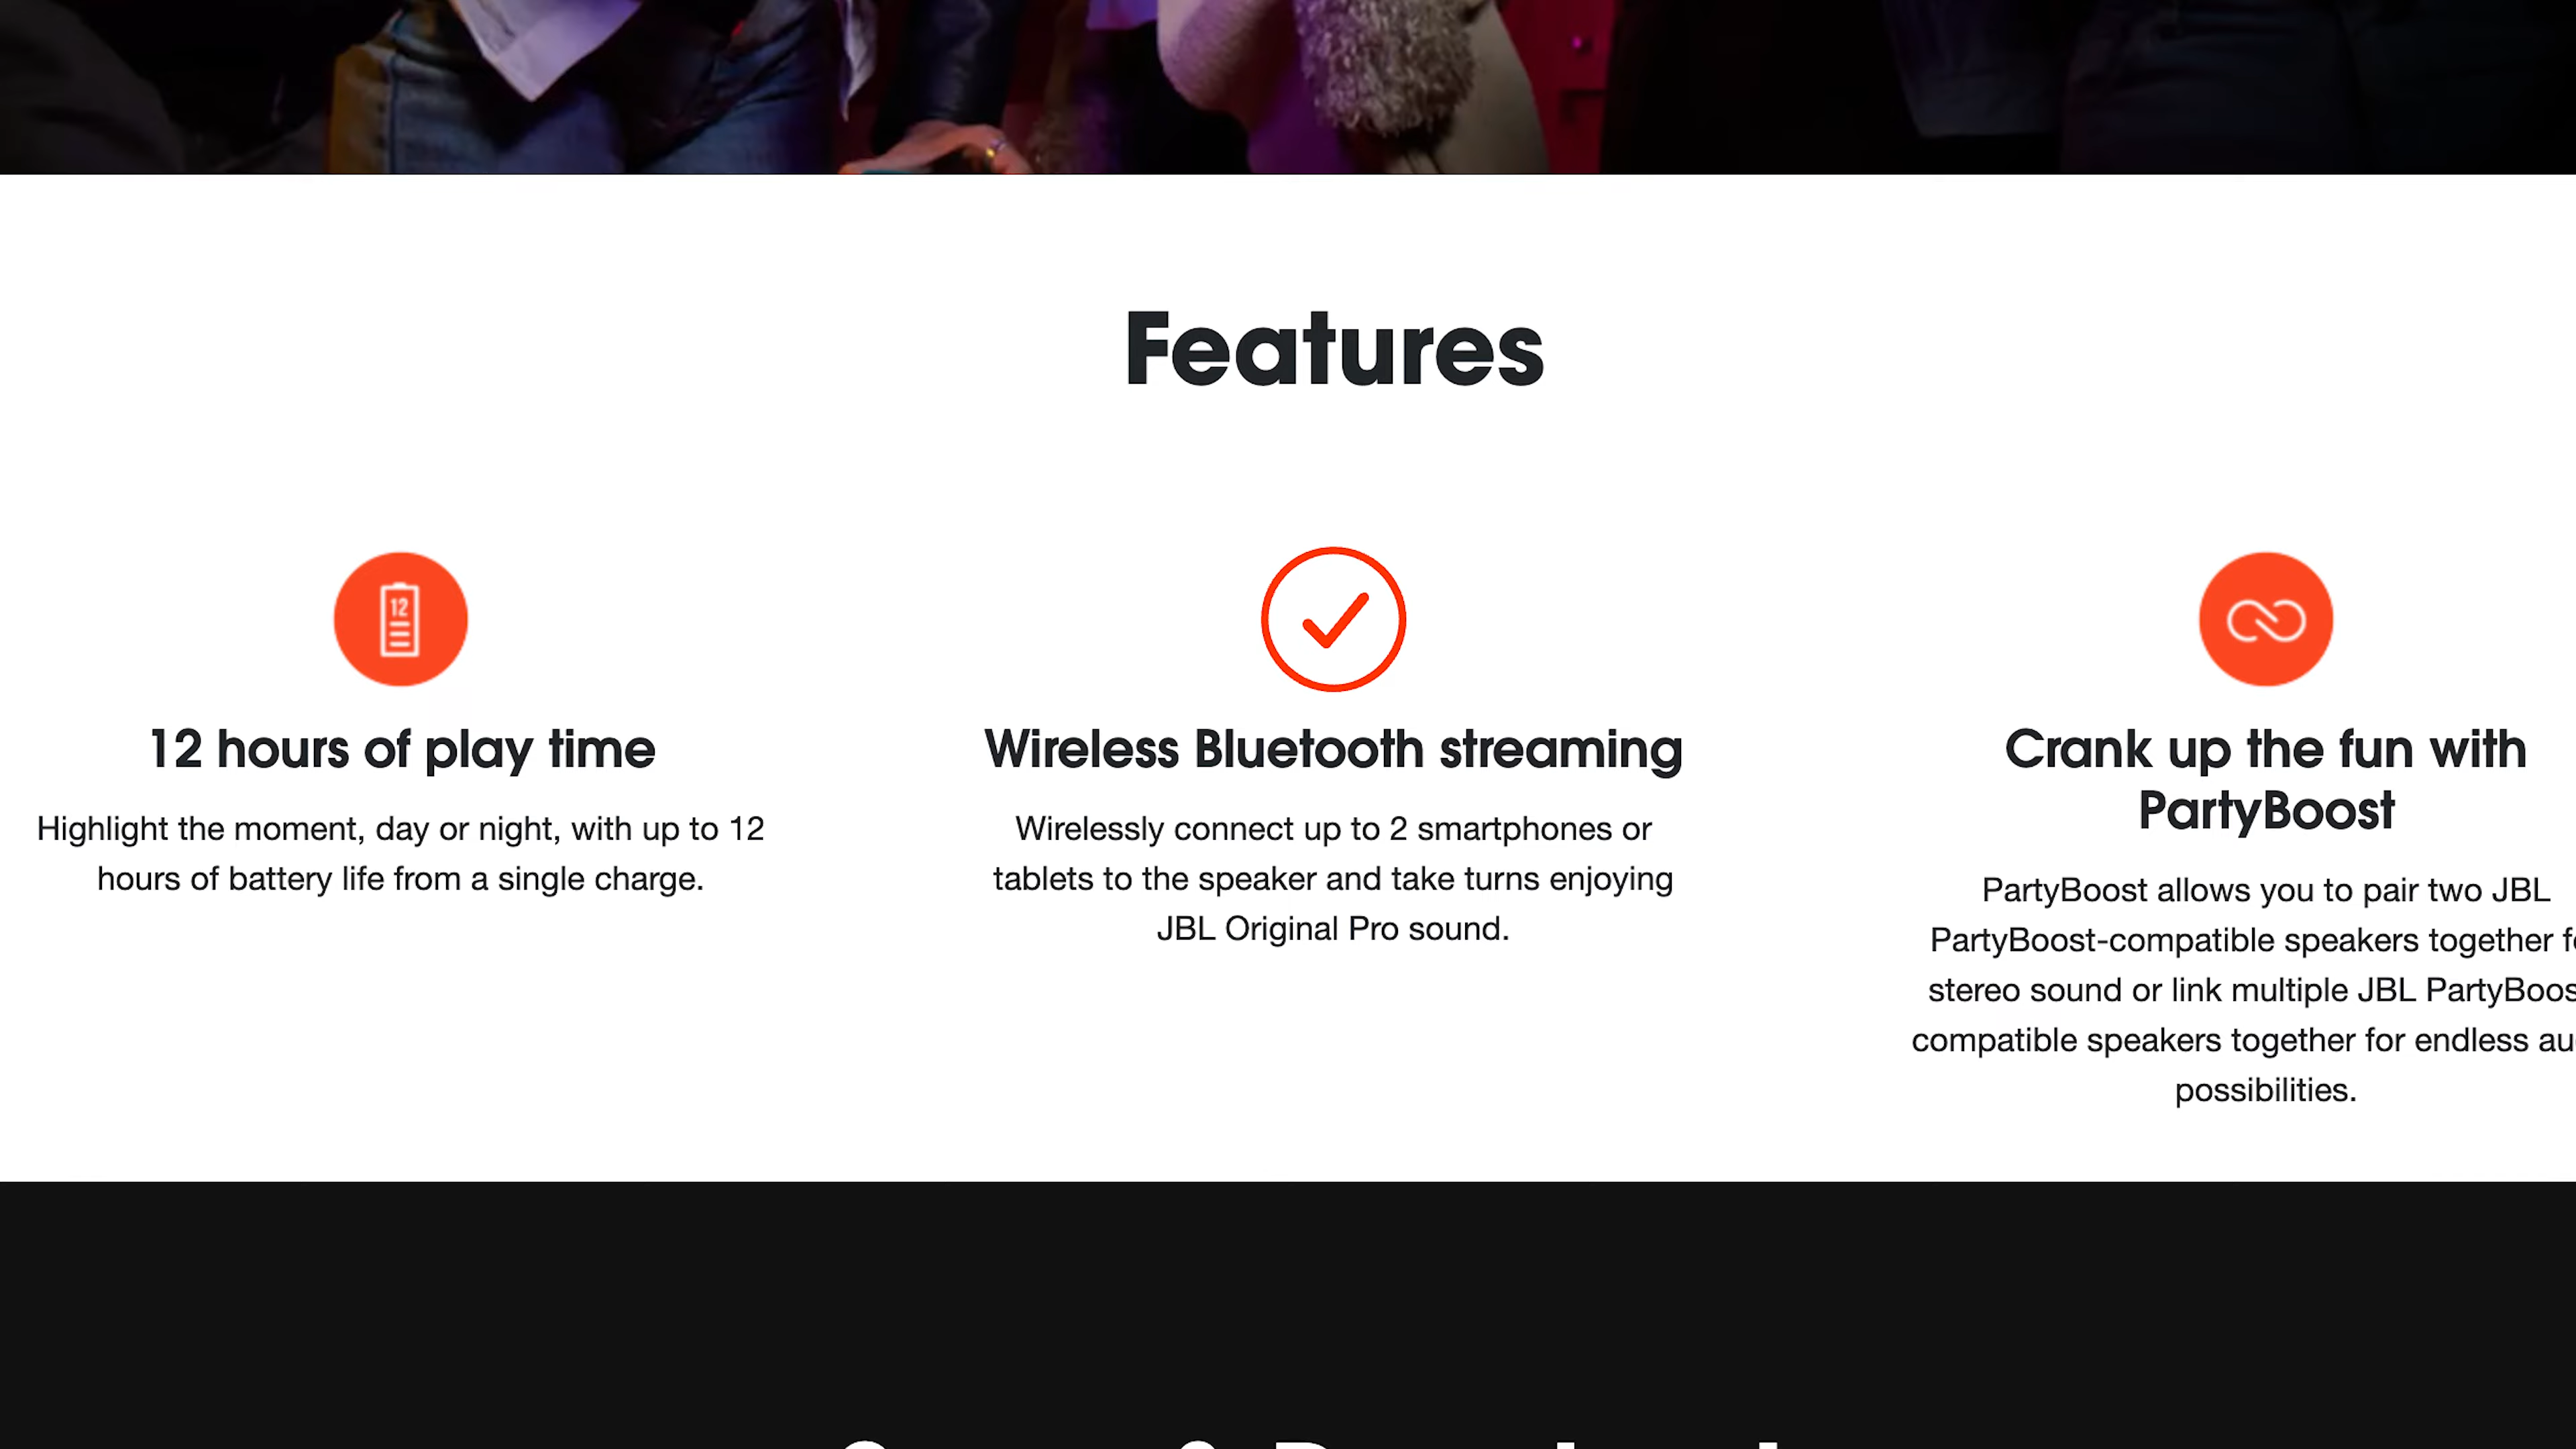 Features
12
12 hours of play time
Highlight the moment, day or night, with up to 12
hours of battery life from a single charge.
Wireless Bluetooth streaming
Wirelessly connect up to 2 smartphones or
tablets to the speaker and take turns enjoying
JBL Original Pro sound.
Crank up the fun with
PartyBoost
PartyBoost allows you to pair two JBL
PartyBoost-compatible speakers together
stereo sound or link multiple JBL
compatible speakers together for endless
possibilities.